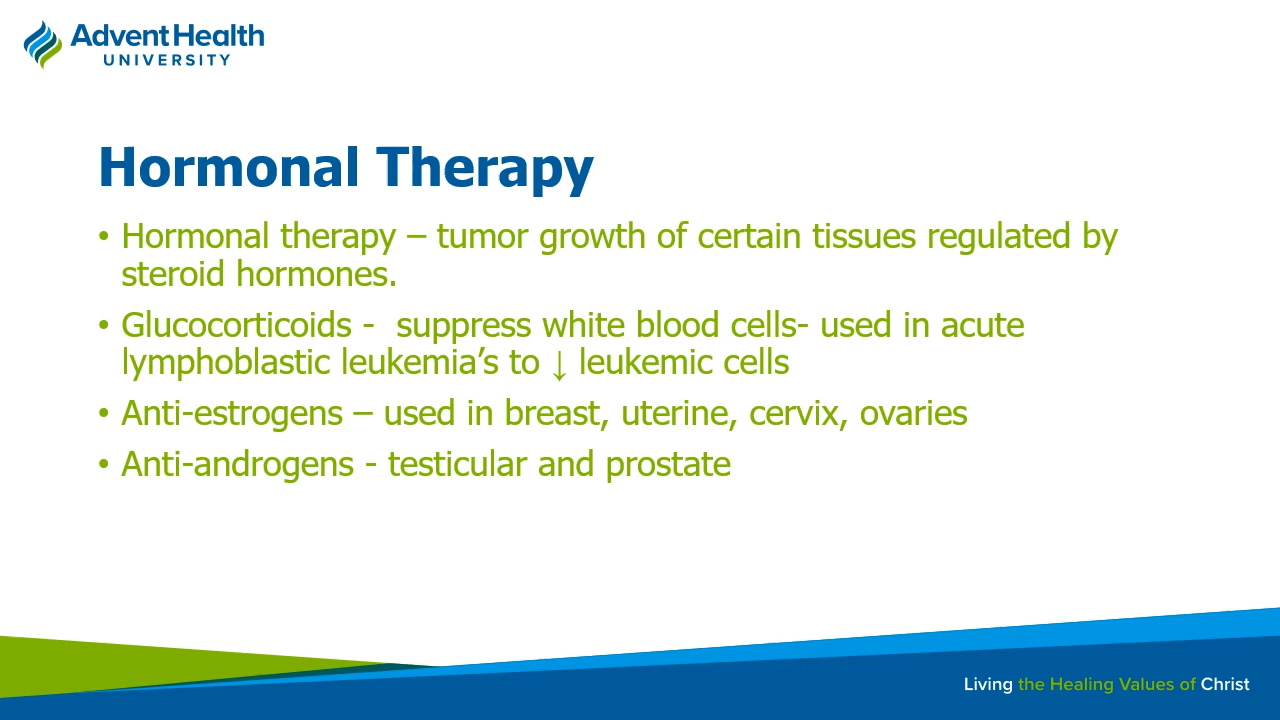 AdventHealth
UNIVERSITY
Hormonal Therapy
• Hormonal therapy – tumor growth of certain tissues regulated by
steroid hormones.
• Glucocorticoids -  suppress white blood cells- used in acute
lymphoblastic leukemia’s to ↓ leukemic cells
• Anti-estrogens – used in breast, uterine, cervix, ovaries
• Anti-androgens - testicular and prostate
Living the Healing Values of Christ